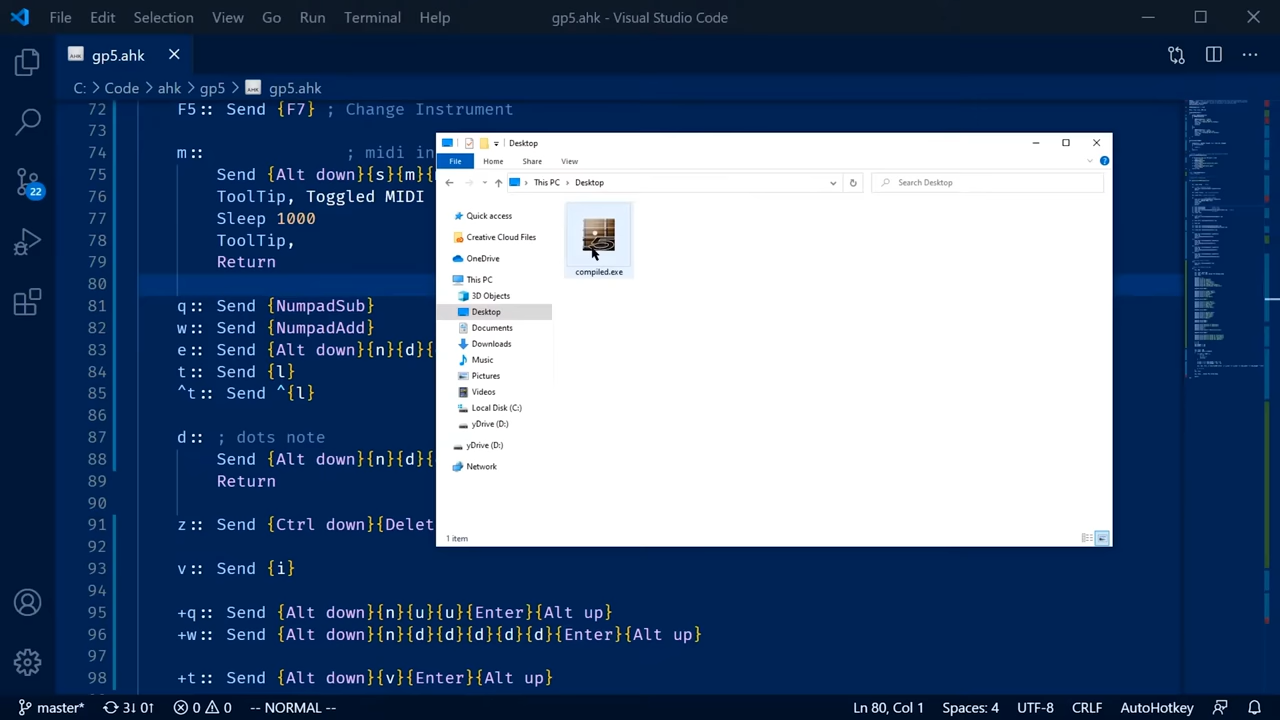 File Edit Selection View Go Run Terminal Help
gp5.ahk - Visual Studio Code
AHK gp5.ahk
C: > Code > ahk > gp5 > AHK gp5.ahk
72 F5:: Send {F7} ; Change Instrument
73
74 m:: ; midi in
75 Send {Alt down}{s}{m}{
76 ToolTip, Toggled MIDI
77 Sleep 1000
78 ToolTip,
79 Return
80
81 q:: Send {NumpadSub}
82 w:: Send {NumpadAdd}
83 e:: Send {Alt down}{n}{d}{
84 t:: Send {l}
85 ^t:: Send ^{l}
86
87 d:: ; dots note
88 Send {Alt down}{n}{d}{
89 Return
90
91 z:: Send {Ctrl down}{Delet
92
93 v:: Send {i}
94
95 +q:: Send {Alt down}{n}{u}{u}{Enter}{Alt up}
96 +w:: Send {Alt down}{n}{d}{d}{d}{d}{d}{Enter}{Alt up}
97
98 +t:: Send {Alt down}{v}{Enter}{Alt up}
Desktop
File Home Share View
This PC > Desktop
Search Desktop
Quick access
Creative Cloud Files
OneDrive
This PC
3D Objects
Desktop
Documents
Downloads
Music
Pictures
Videos
Local Disk (C:)
yDrive (D:)
yDrive (D:)
Network
compiled.exe
1 item
22
master* 3↓ 0↑ 0 0 -- NORMAL --
Ln 80, Col 1 Spaces: 4 UTF-8 CRLF AutoHotkey